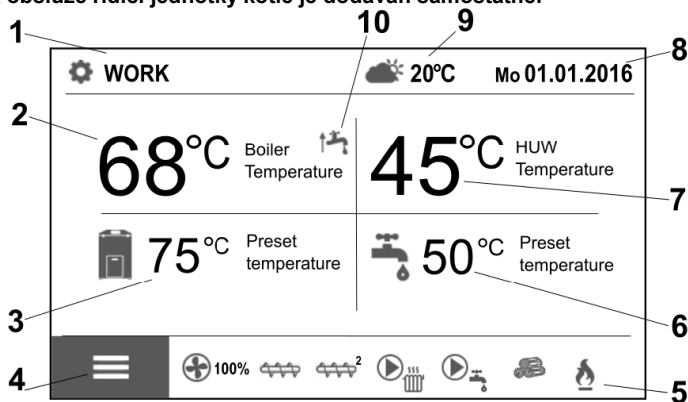 obsluze řídicí jednotky kotle je dodáván samostatně.
1
10
9
8
WORK
20°C
Mo 01.01.2016
2
68°C
Boiler
Temperature
45°C
HUW
Temperature
7
75°C
Preset
temperature
50°C
Preset
temperature
3
6
4
100%
2
5